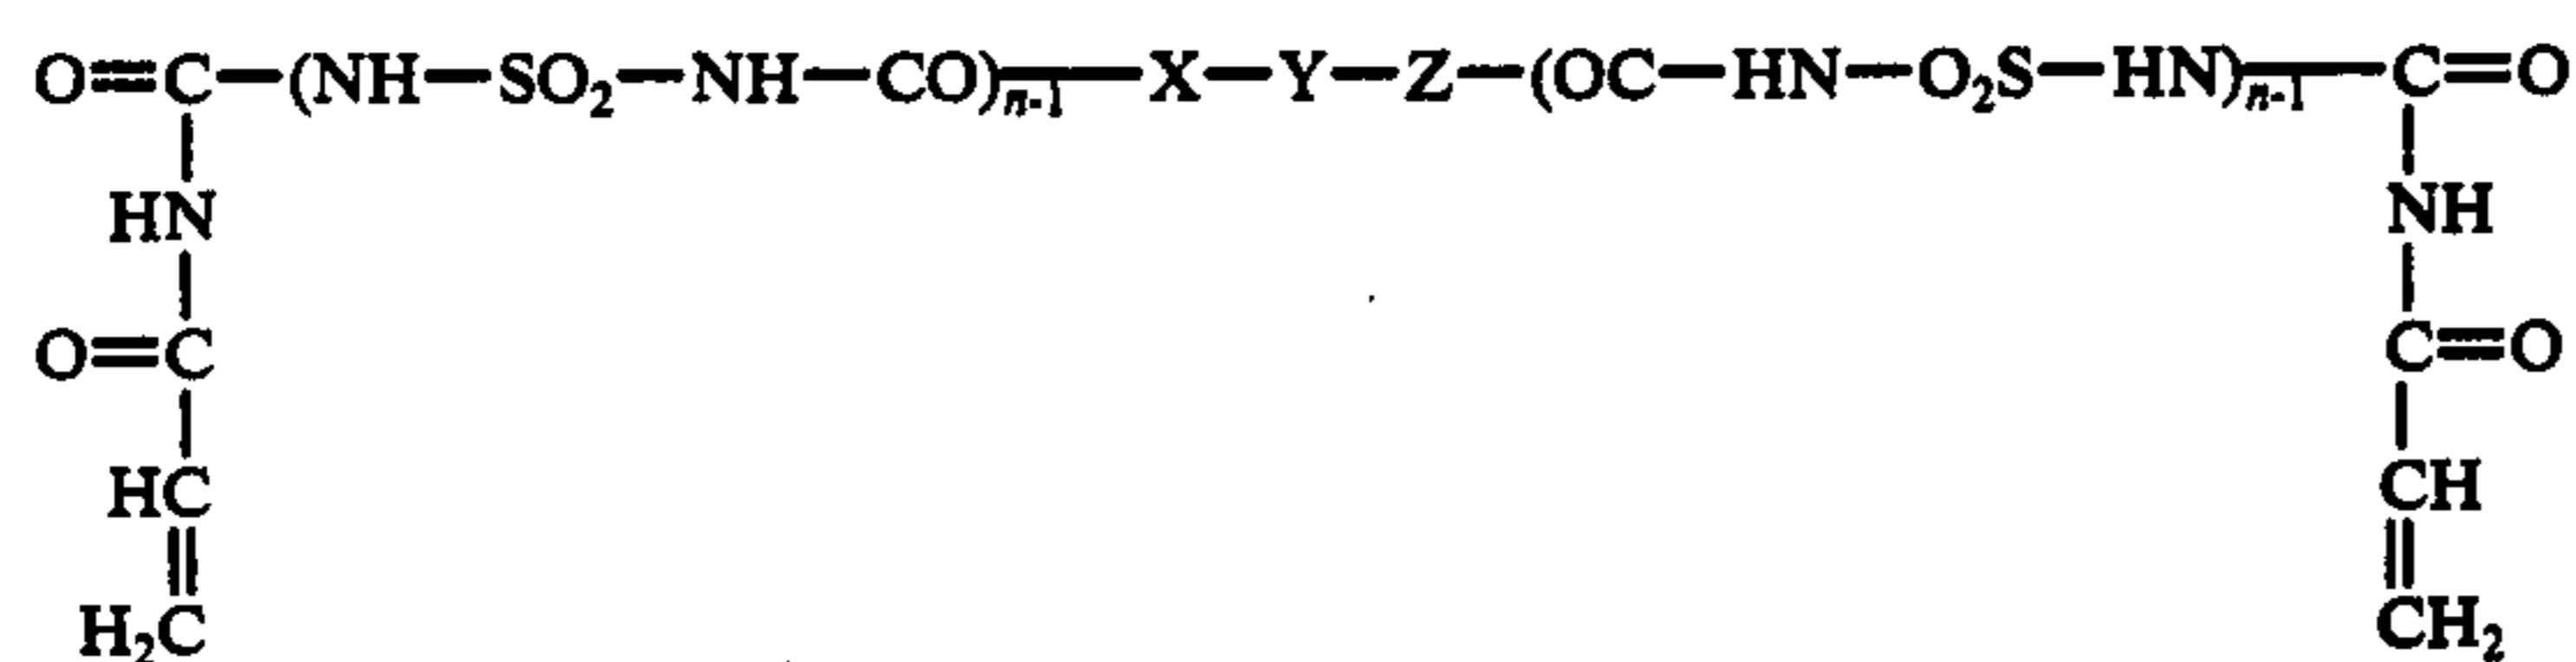 O=C—(NH—SO₂—NH—CO)ₙ₋₁—X—Y—Z—(OC—HN—O₂S—HN)ₙ₋₁—C=O
HN NH
O=C C=O
HC CH
H₂C CH₂